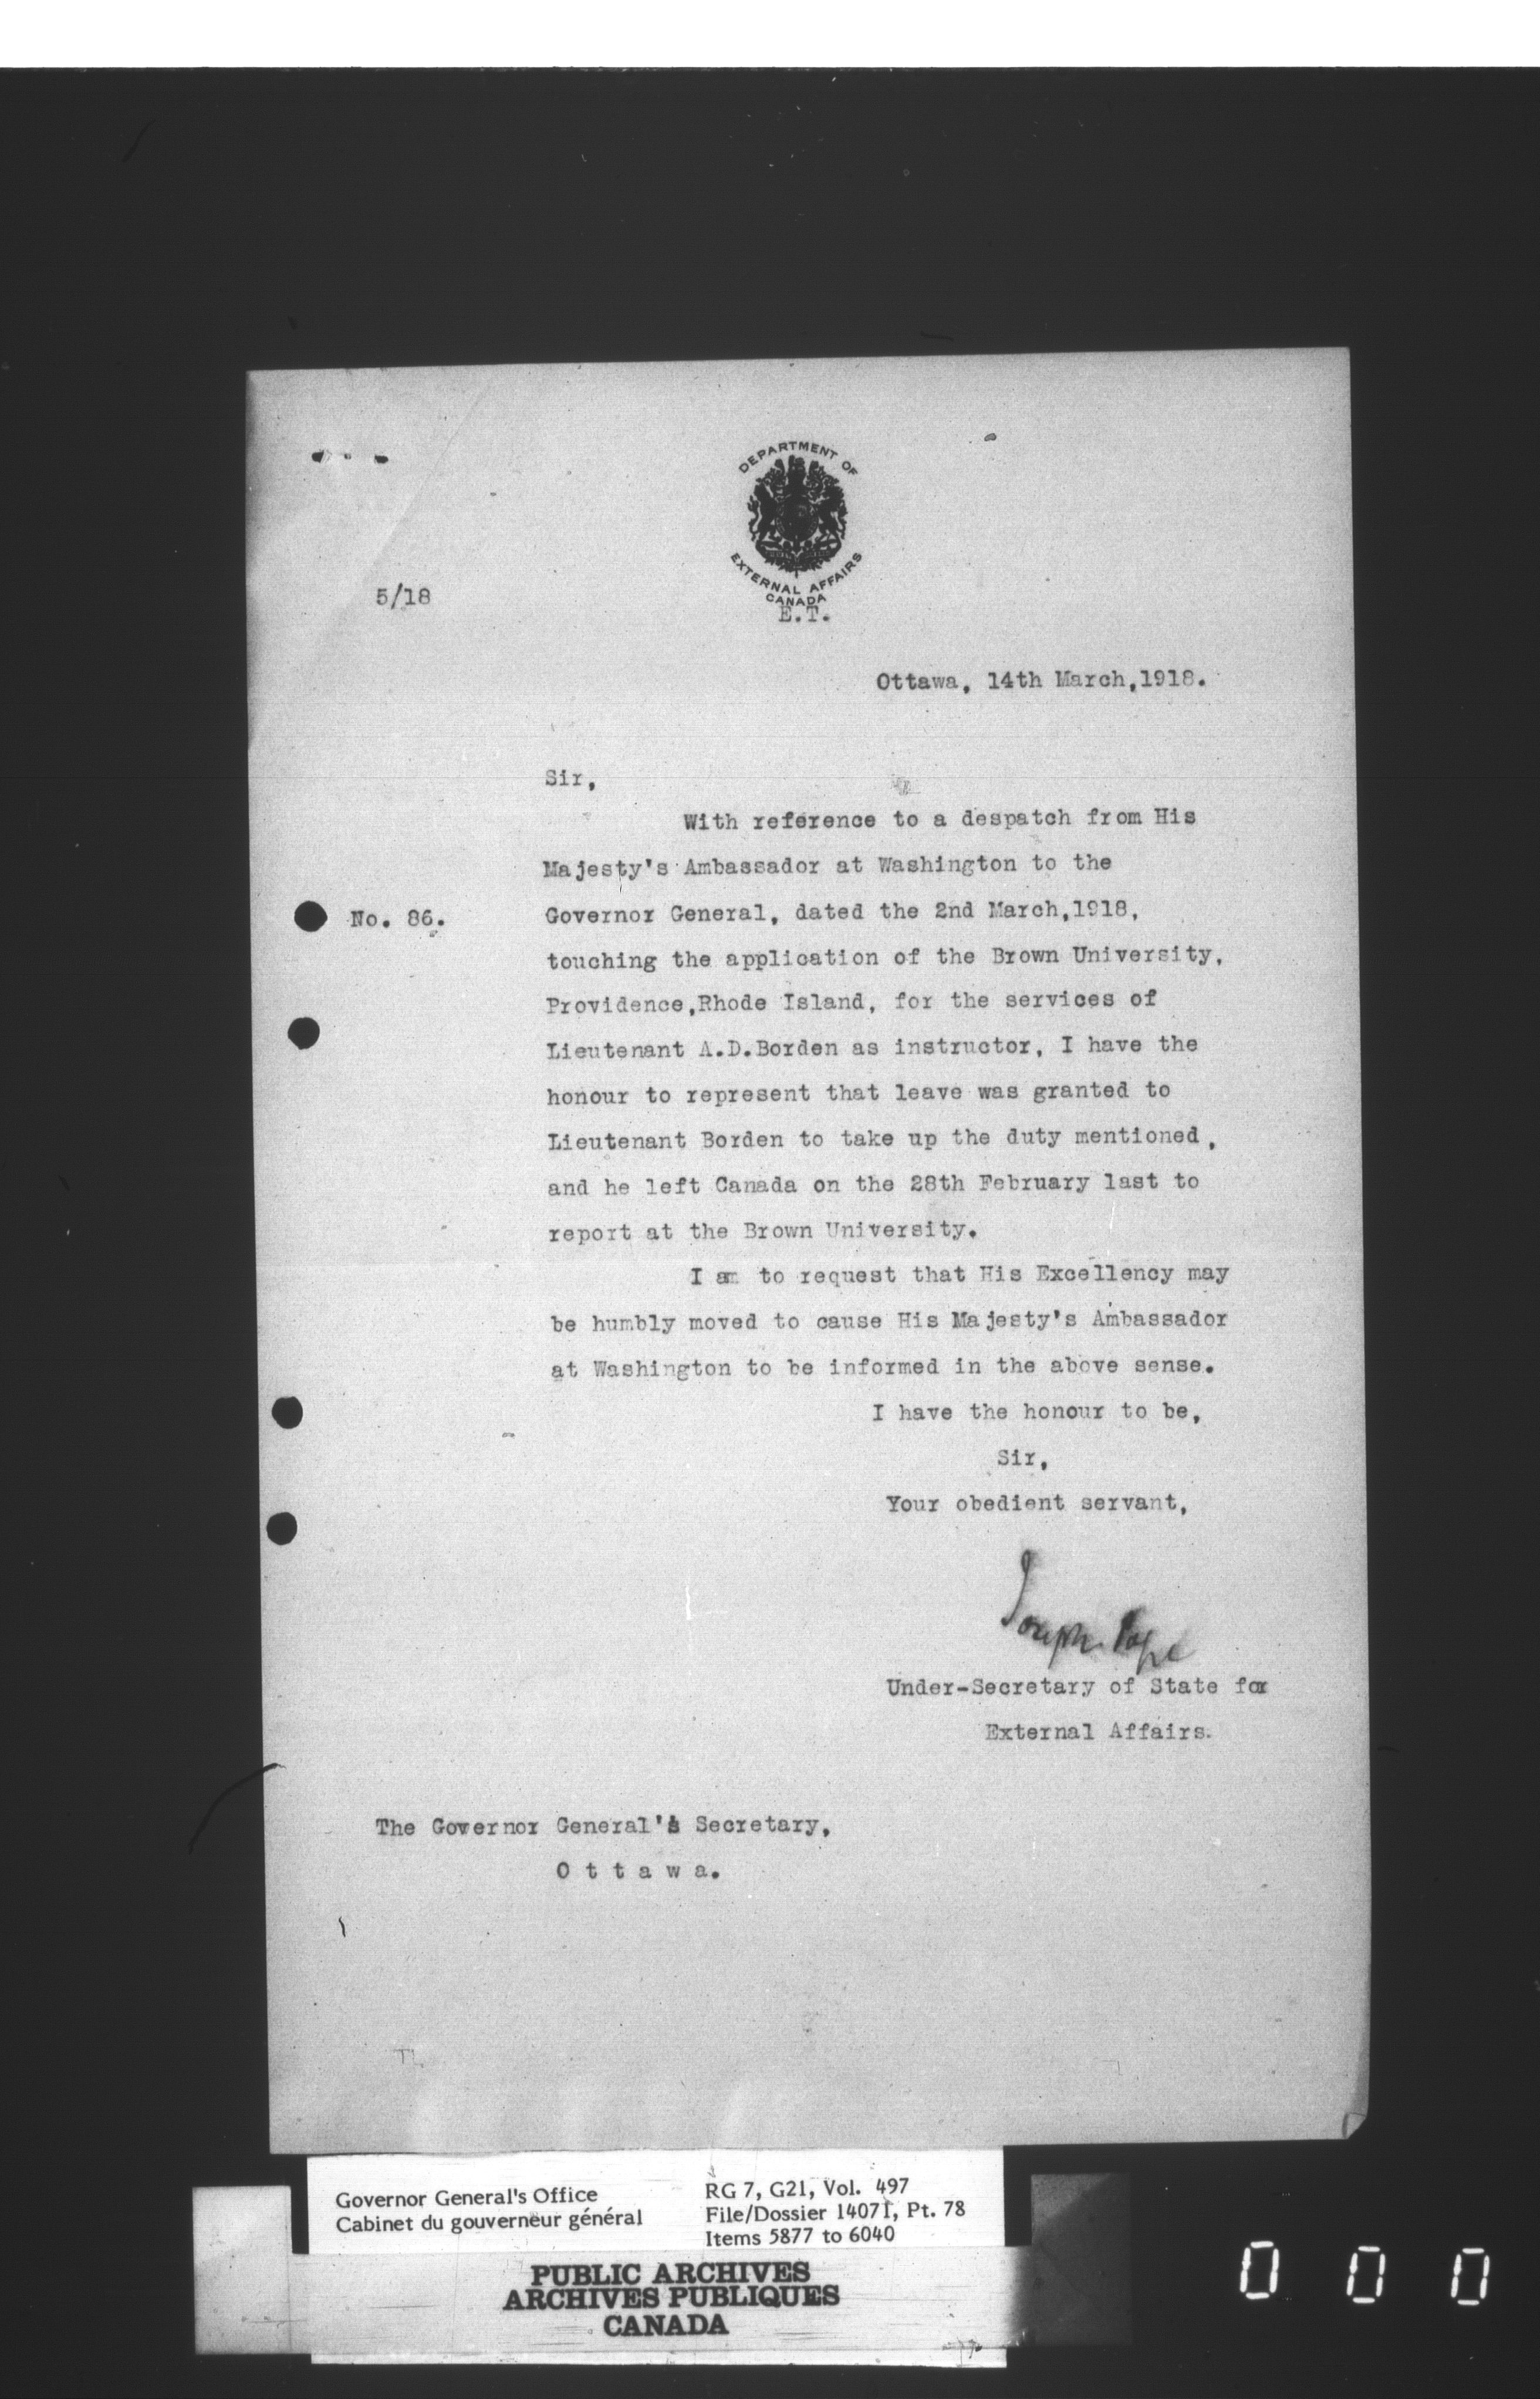 DEPARTMENT OF
EXTERNAL AFFAIRS
CANADA
5/18
E.T.
Ottawa, 14th March,1918.
Sir,
With reference to a despatch from His
Majesty's Ambassador at Washington to the
No. 86.
Governor General, dated the 2nd March,1918,
touching the application of the Brown University,
Providence,Rhode Island, for the services of
Lieutenant A.D.Borden as instructor, I have the
honour to represent that leave was granted to
Lieutenant Borden to take up the duty mentioned,
and he left Canada on the 28th February last to
report at the Brown University.
I am to request that His Excellency may
be humbly moved to cause His Majesty's Ambassador
at Washington to be informed in the above sense.
I have the honour to be,
Sir,
Your obedient servant,
Joseph Pope
Under-Secretary of State for
External Affairs.
The Governor General's Secretary,
O t t a w a.
Governor General's Office
Cabinet du gouverneur général
RG 7, G21, Vol. 497
File/Dossier 14071, Pt. 78
Items 5877 to 6040
PUBLIC ARCHIVES
ARCHIVES PUBLIQUES
CANADA
0 0 0